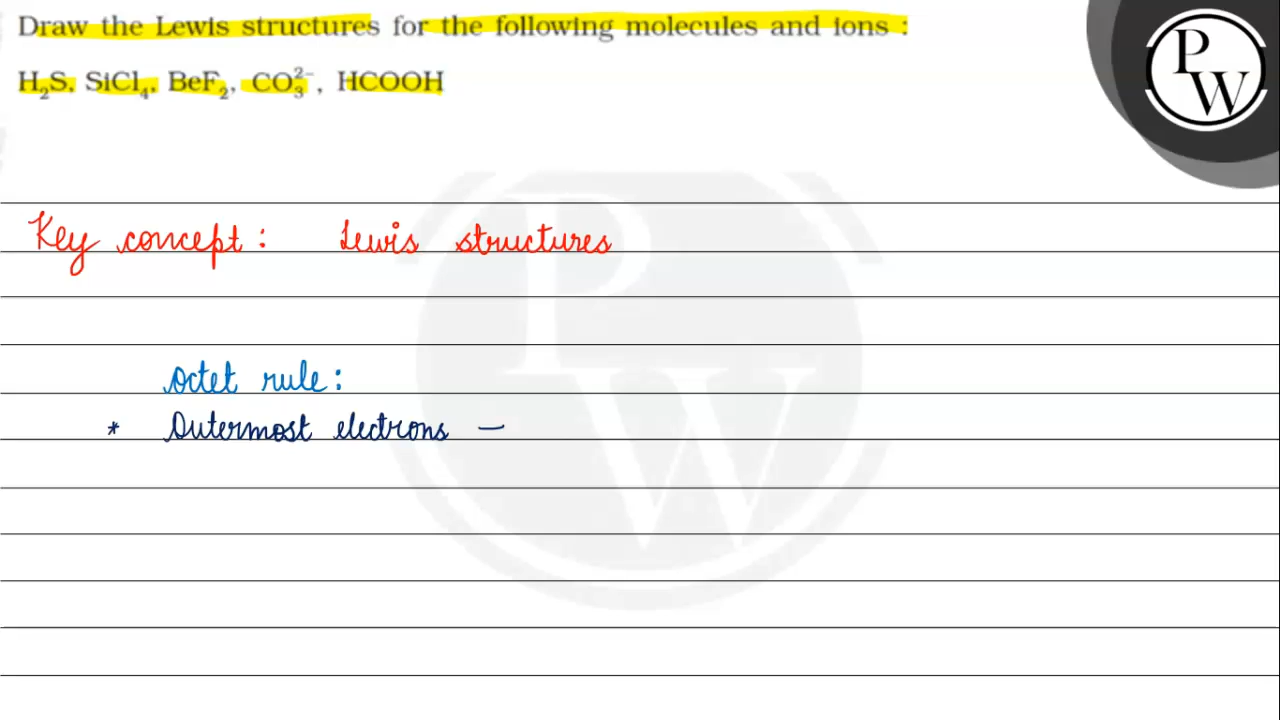 Draw the Lewis structures for the following molecules and ions :
H₂S, SiCl₄, BeF₂, CO₃²⁻, HCOOH
P
W
Key concept : Lewis structures
P
W
Octet rule :
* Outermost electrons —